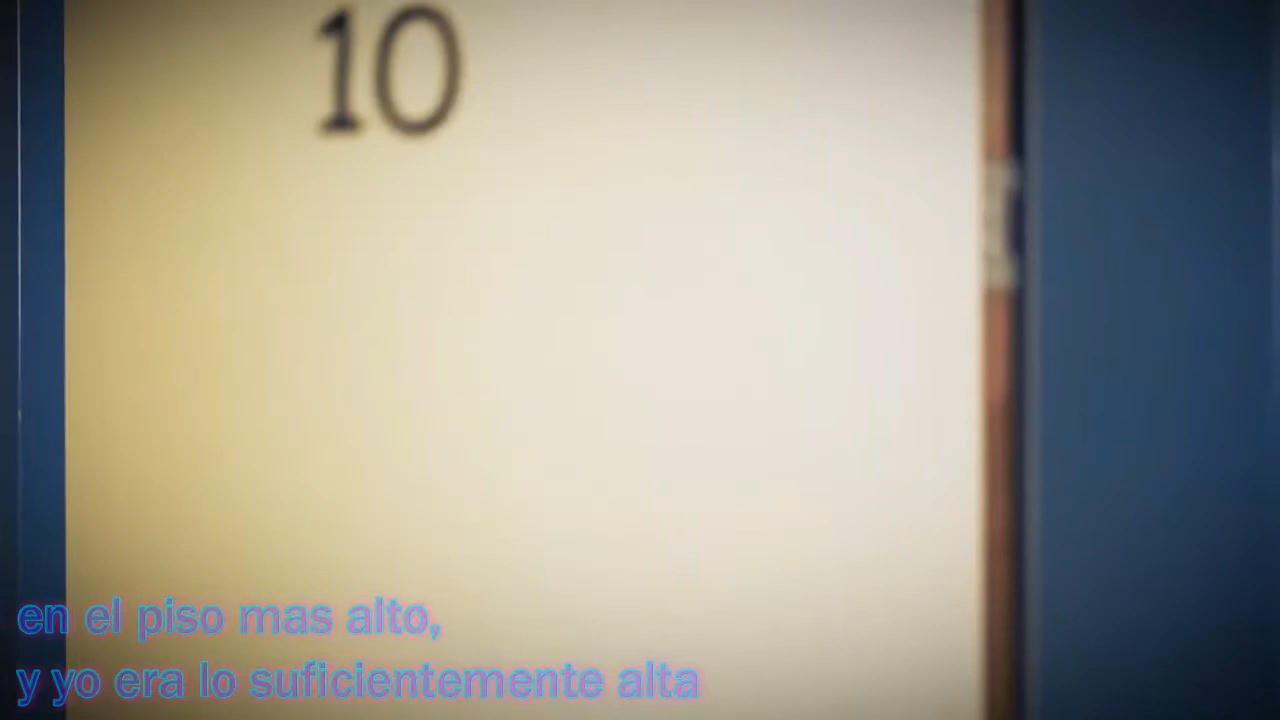 10
en el piso mas alto,
y yo era lo suficientemente alta